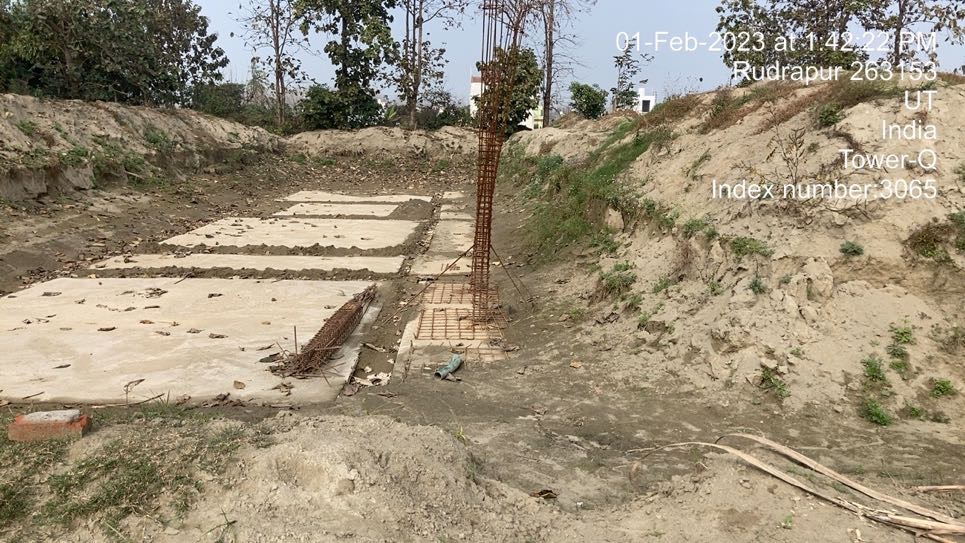 01-Feb-2023 at 1:42:22 PM
Rudrapur 263153
UT
India
Tower-Q
Index number:3065